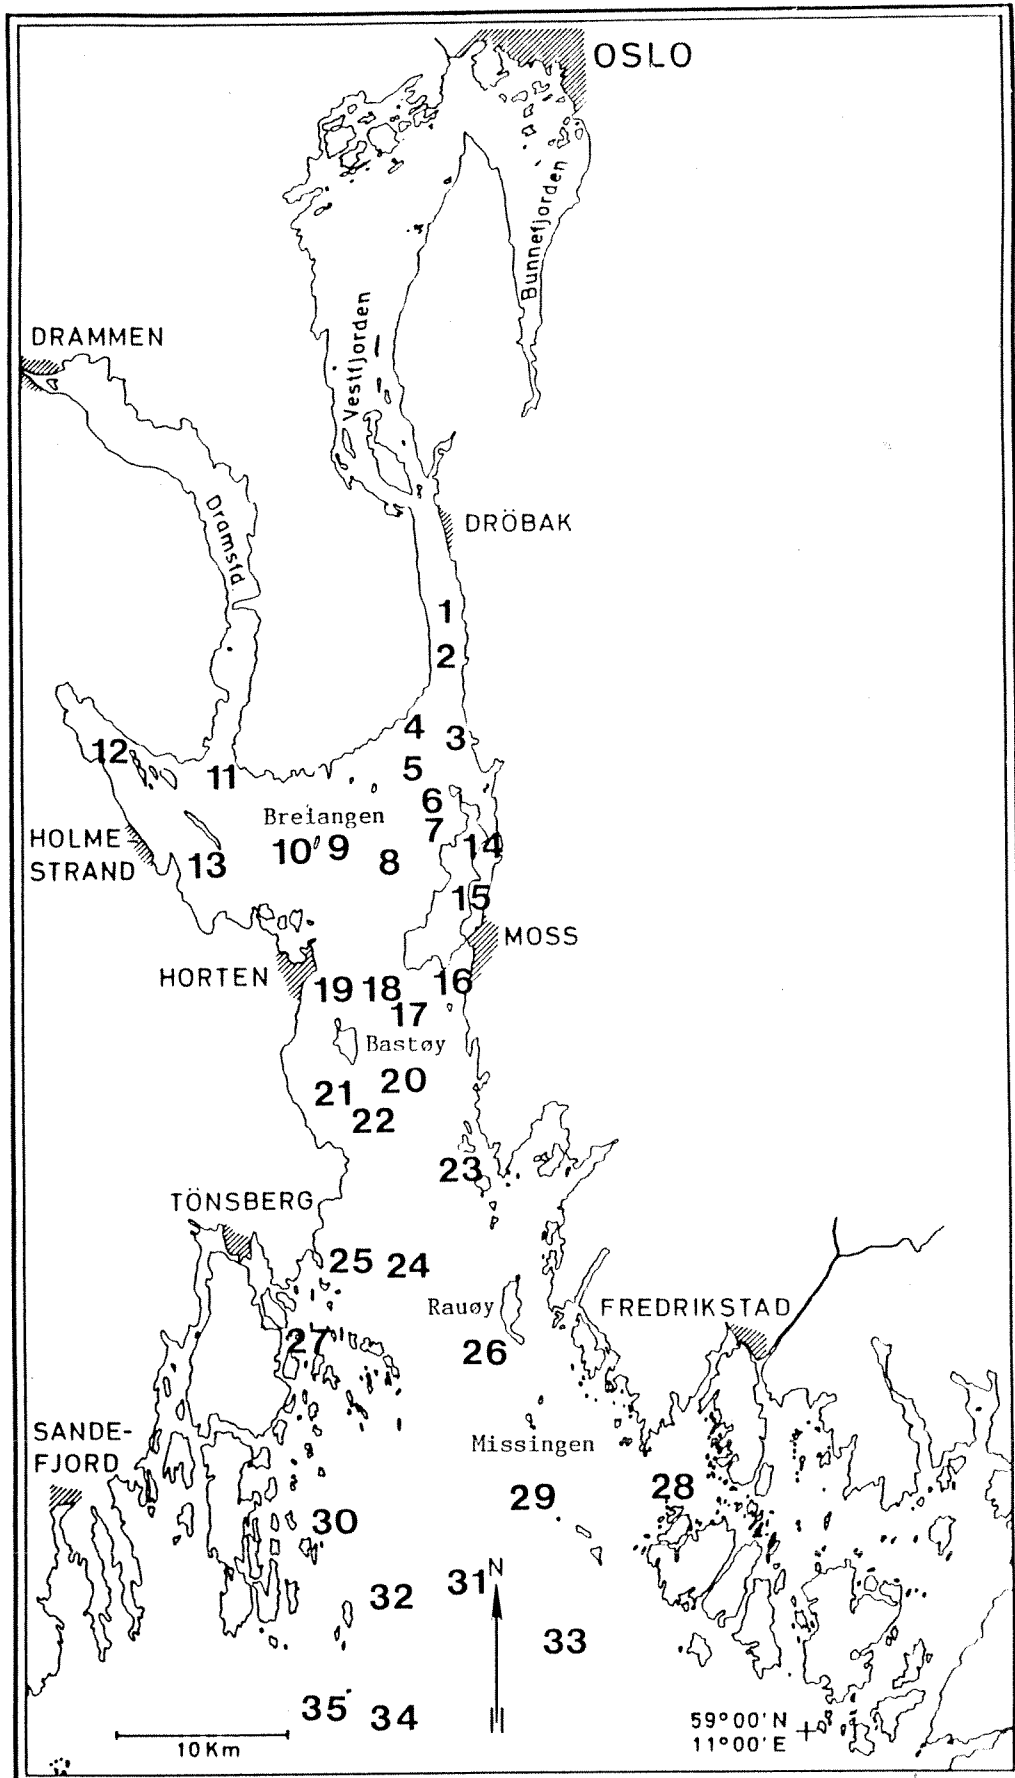 OSLO
Bunnefjorden
Vestfjorden
DRAMMEN
Dramsfd.
DRÖBAK
1
2
4
3
12
11
5
6
Breiangen
7
HOLME-
STRAND
13
10
9
8
14
15
MOSS
HORTEN
19
18
16
17
Bastøy
20
21
22
23
TÖNSBERG
25
24
Rauøy
FREDRIKSTAD
27
26
SANDE-
FJORD
Missingen
29
28
30
31
N
32
33
35
34
10Km
59°00'N
11°00'E